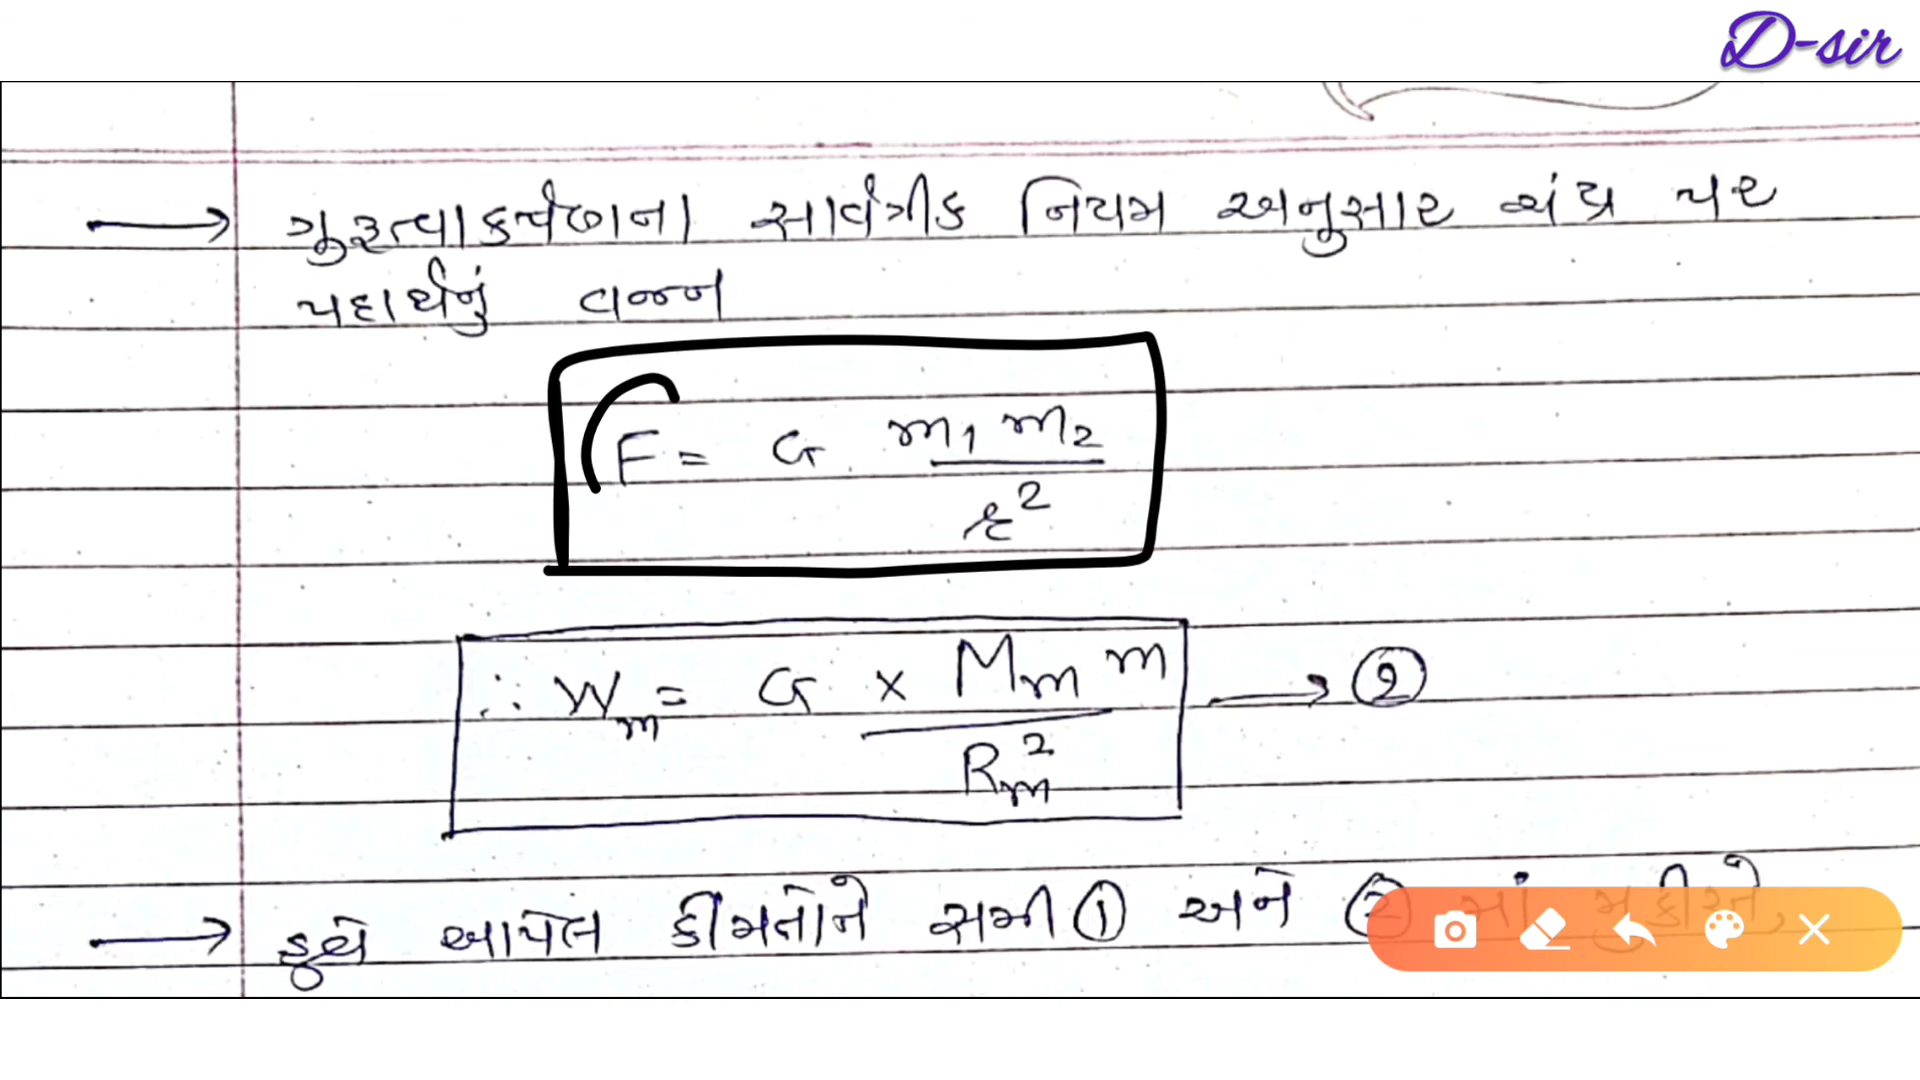 D-sir
→ ગુરુત્વાકર્ષણના સાર્વત્રીક નિયમ અનુસાર ચંદ્ર પર
પદાર્થનું વજન
F = G m₁ m₂ / r²
∴ Wₘ = G × Mₘ m / Rₘ² → ②
→ હવે આપેલ કીંમતોને સમી ① અને ② માં મુકીને,